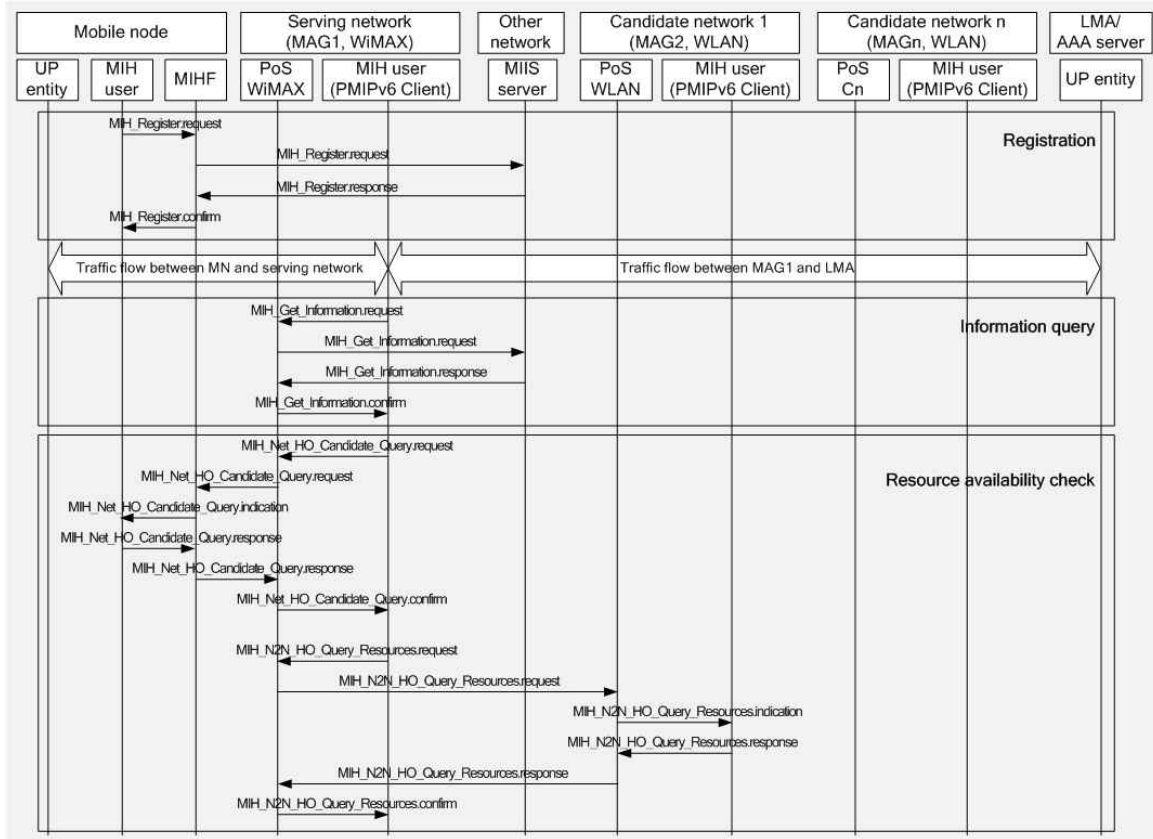 Mobile node
Serving network
(MAG1, WiMAX)
Other
network
Candidate network 1
(MAG2, WLAN)
Candidate network n
(MAGn, WLAN)
LMA/
AAA server
UP
entity
MIH
user
MIHF
PoS
WiMAX
MIH user
(PMIPv6 Client)
MIIS
server
PoS
WLAN
MIH user
(PMIPv6 Client)
PoS
Cn
MIH user
(PMIPv6 Client)
UP entity
Registration
MIH_Register.request
MIH_Register.request
MIH_Register.response
MIH_Register.confirm
Traffic flow between MN and serving network
Traffic flow between MAG1 and LMA
Information query
MIH_Get_Information.request
MIH_Get_Information.request
MIH_Get_Information.response
MIH_Get_Information.confirm
Resource availability check
MIH_Net_HO_Candidate_Query.request
MIH_Net_HO_Candidate_Query.request
MIH_Net_HO_Candidate_Query.indication
MIH_Net_HO_Candidate_Query.response
MIH_Net_HO_Candidate_Query.response
MIH_Net_HO_Candidate_Query.confirm
MIH_N2N_HO_Query_Resources.request
MIH_N2N_HO_Query_Resources.request
MIH_N2N_HO_Query_Resources.indication
MIH_N2N_HO_Query_Resources.response
MIH_N2N_HO_Query_Resources.response
MIH_N2N_HO_Query_Resources.confirm